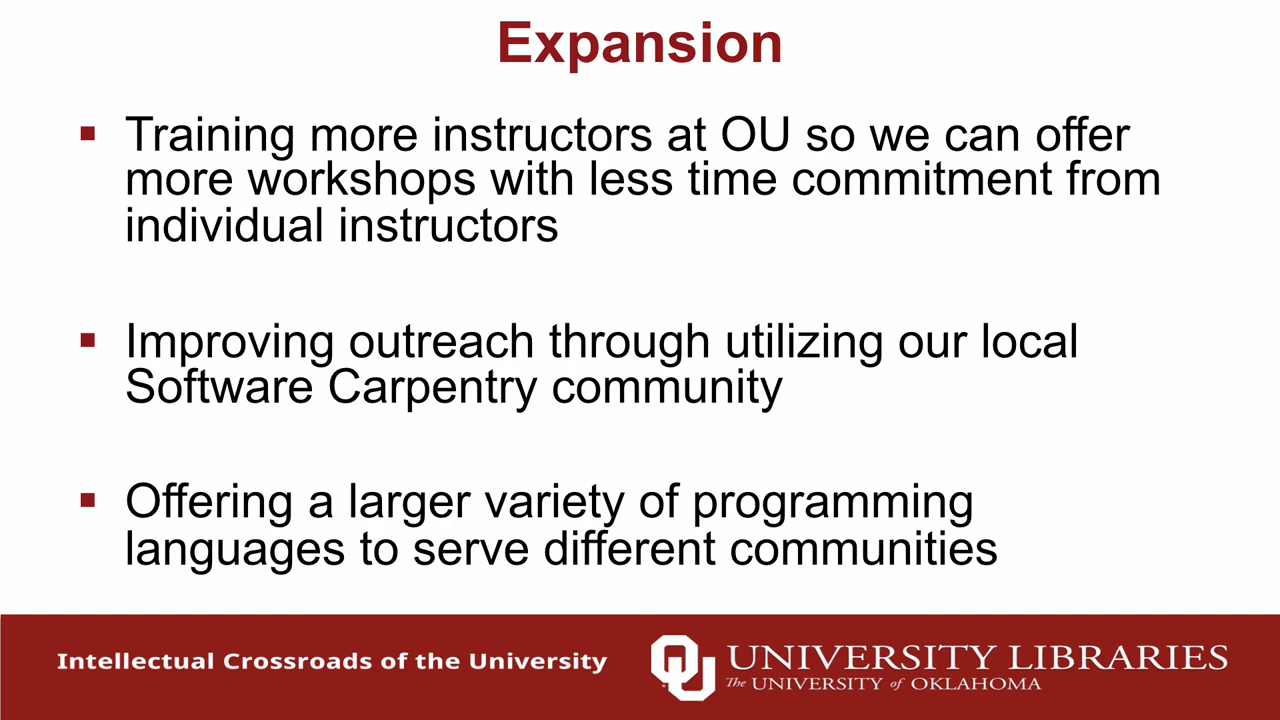 Expansion
Training more instructors at OU so we can offer
more workshops with less time commitment from
individual instructors
Improving outreach through utilizing our local
Software Carpentry community
Offering a larger variety of programming
languages to serve different communities
Intellectual Crossroads of the University
OU
UNIVERSITY LIBRARIES
The UNIVERSITY of OKLAHOMA